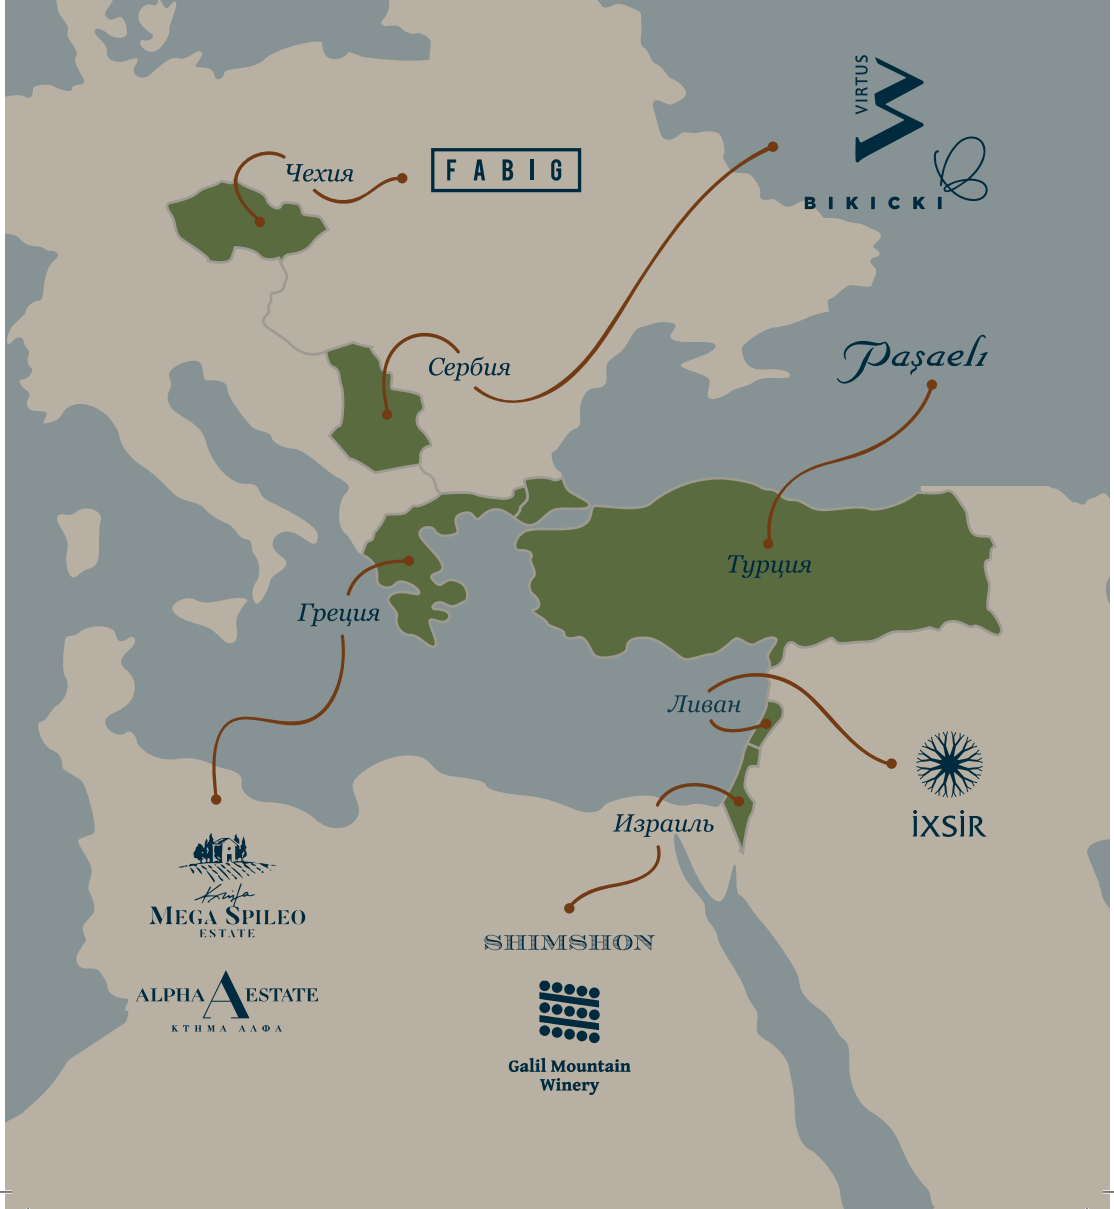 VIRTUS
W
BIKICKI
Чехия
FABIG
Сербия
Paşaelı
Турция
Греция
Ливан
İXSİR
Израиль
Κτήμα
MEGA SPILEO
ESTATE
SHIMSHON
ALPHA A ESTATE
ΚΤΗΜΑ ΑΛΦΑ
Galil Mountain
Winery